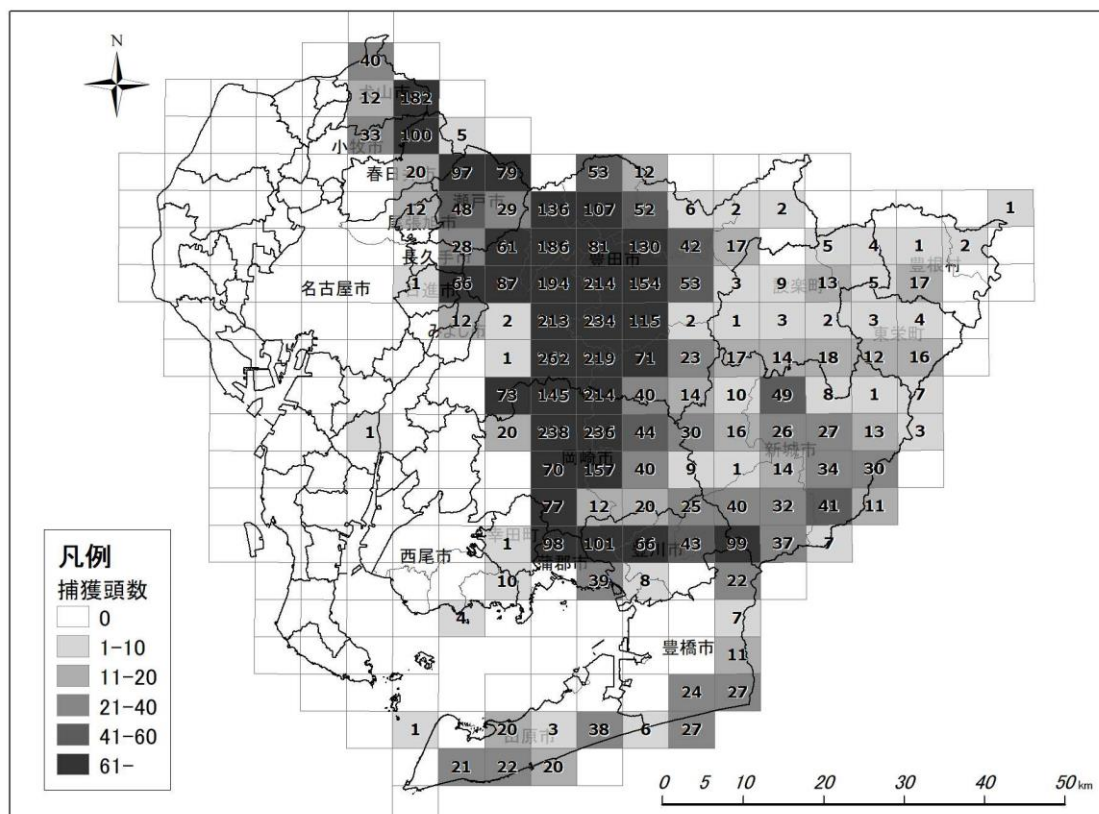 N
40
犬山市
12 182
33 100 5
小牧市
20 97 79 53 12
春日井市
瀬戸市
12 48 29 136 107 52 6 2 2 1
尾張旭市
28 61 186 81 130 42 17 5 4 1 2
長久手市 豊田市 豊根村
名古屋市 1 66 87 194 214 154 53 3 9 13 5 17
日進市 設楽町
12 2 213 234 115 2 1 3 2 3 4
みよし市 東栄町
1 262 219 71 23 17 14 18 12 16
73 145 214 40 14 10 49 8 1 7
1 20 238 236 44 30 16 26 27 13 3
岡崎市 新城市
70 157 40 9 1 14 34 30
77 12 20 25 40 32 41 11
幸田町
1 98 101 66 43 99 37 7
西尾市 蒲郡市 豊川市
10 39 8 22
4 7
豊橋市
11
24 27
1 20 3 38 6 27
田原市
21 22 20
凡例
捕獲頭数
0
1-10
11-20
21-40
41-60
61-
0 5 10 20 30 40 50 km